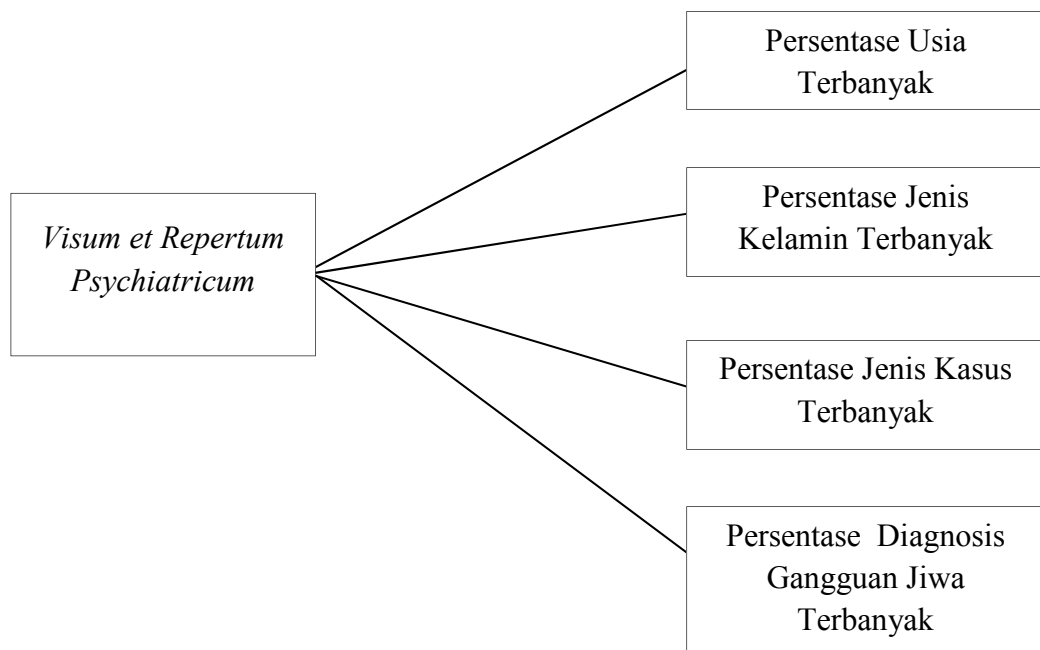 Visum et Repertum
Psychiatricum
Persentase Usia
Terbanyak
Persentase Jenis
Kelamin Terbanyak
Persentase Jenis Kasus
Terbanyak
Persentase Diagnosis
Gangguan Jiwa
Terbanyak